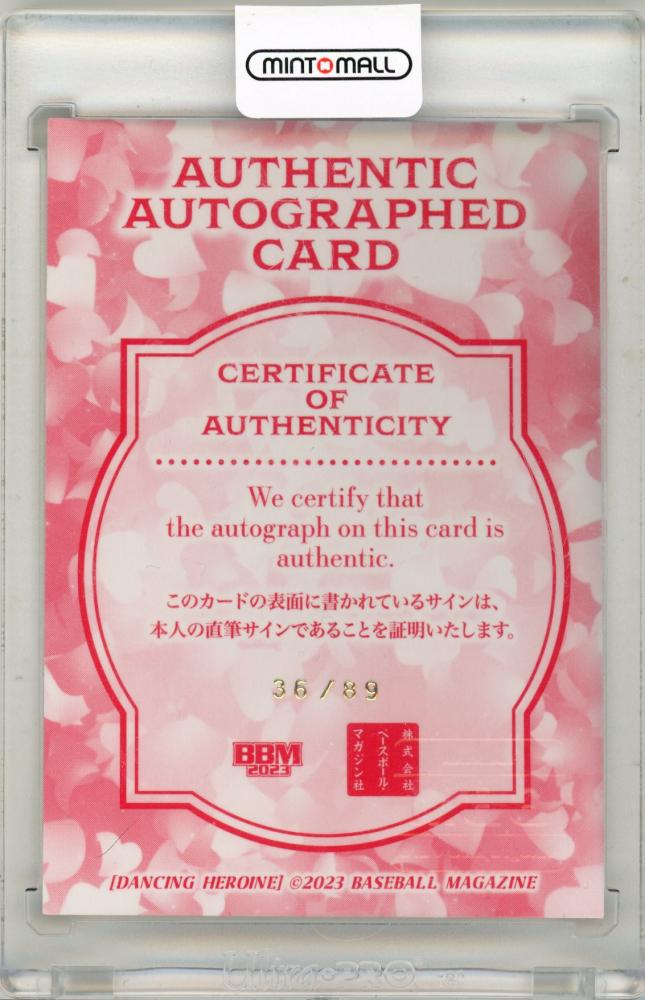 MINTMALL
AUTHENTIC
AUTOGRAPHED
CARD
CERTIFICATE
OF
AUTHENTICITY
We certify that
the autograph on this card is
authentic.
このカードの表面に書かれているサインは、
本人の直筆サインであることを証明いたします。
36/89
BBM
2023
株式会社
ベースボール・
マガジン社
[DANCING HEROINE] ©2023 BASEBALL MAGAZINE
Ultra PRO